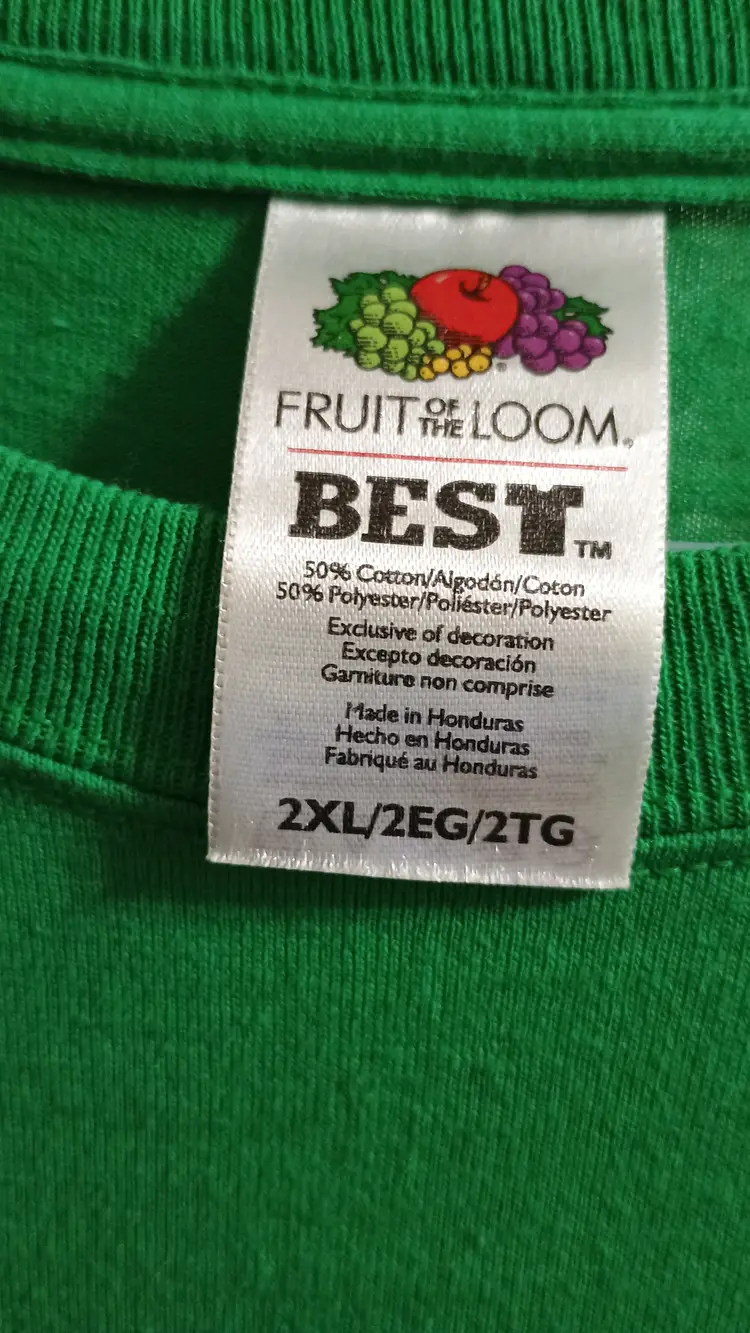 FRUIT OF THE LOOM®
BEST™
50% Cotton/Algodón/Coton
50% Polyester/Poliéster/Polyester
Exclusive of decoration
Excepto decoración
Garniture non comprise
Made in Honduras
Hecho en Honduras
Fabriqué au Honduras
2XL/2EG/2TG